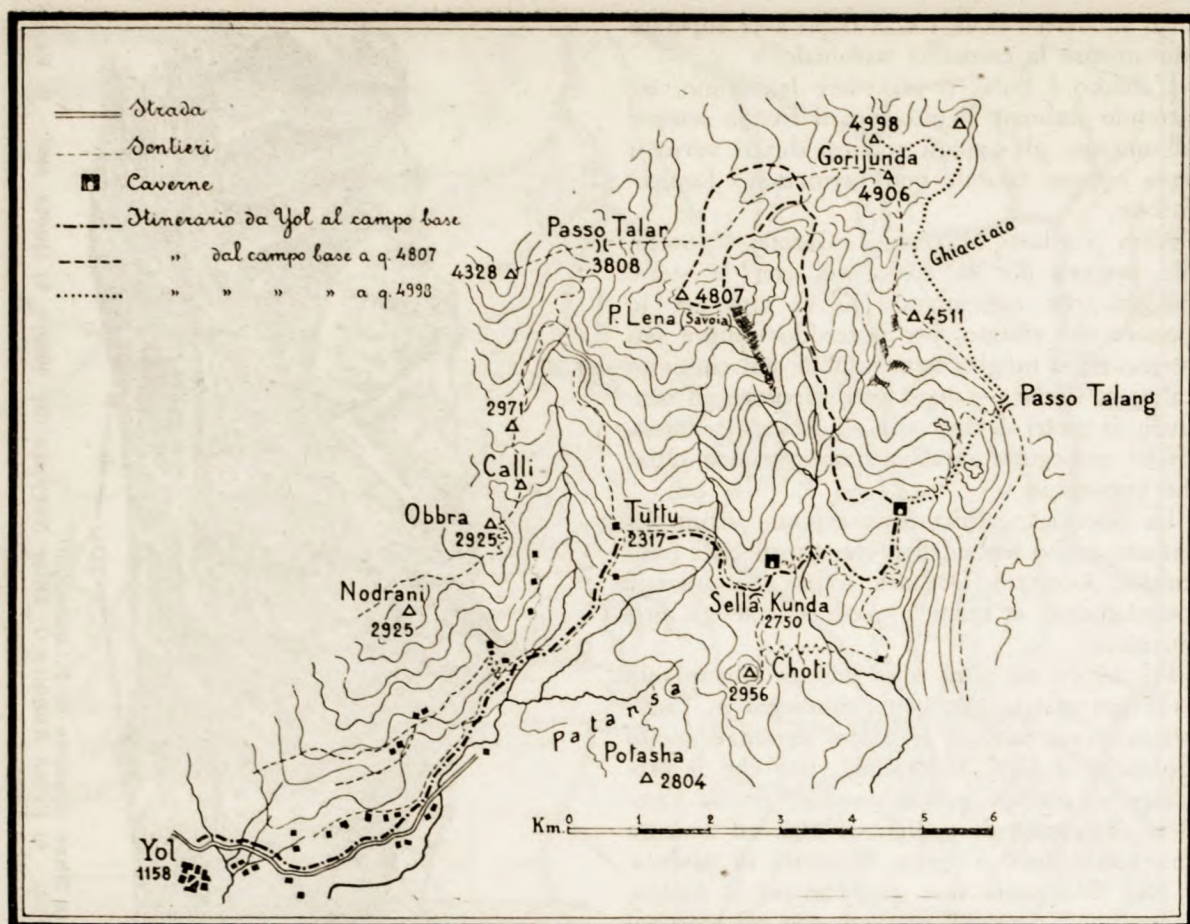 Strada
Sentieri
Caverne
Itinerario da Yol al campo base
" dal campo base a q. 4807
" " " " a q. 4998
4998
Gorijunda
4906
Passo Talar
3808
4328
Ghiacciaio
4807
P. Lena (Savoia)
4511
Passo Talang
2971
Calli
Obbra
2925
Tuttu
2317
Nodrani
2925
Sella Kunda
2750
Choti
2956
Patansa
Potasha
2804
Km. 0 1 2 3 4 5 6
Yol
1158